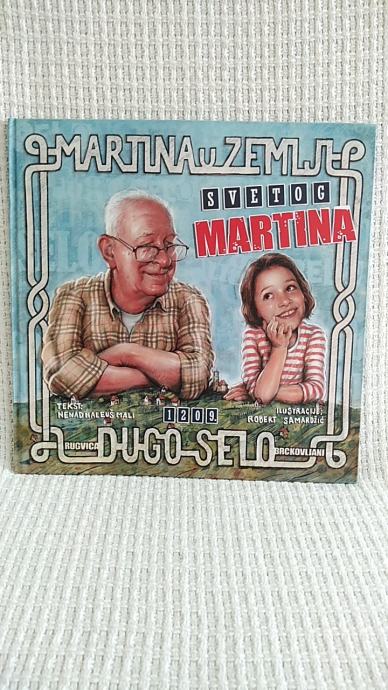 MARTINA U ZEMLJI
SVETOG
MARTINA
TEKST:
NENAD HALEUŠ MALI
1209.
ILUSTRACIJE:
ROBERT SAMARDŽIĆ
RUGVICA
DUGO SELO
BRCKOVLJANI